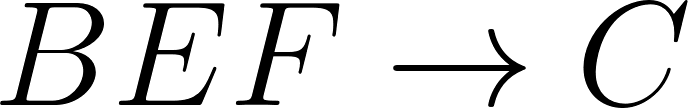 BEF → C